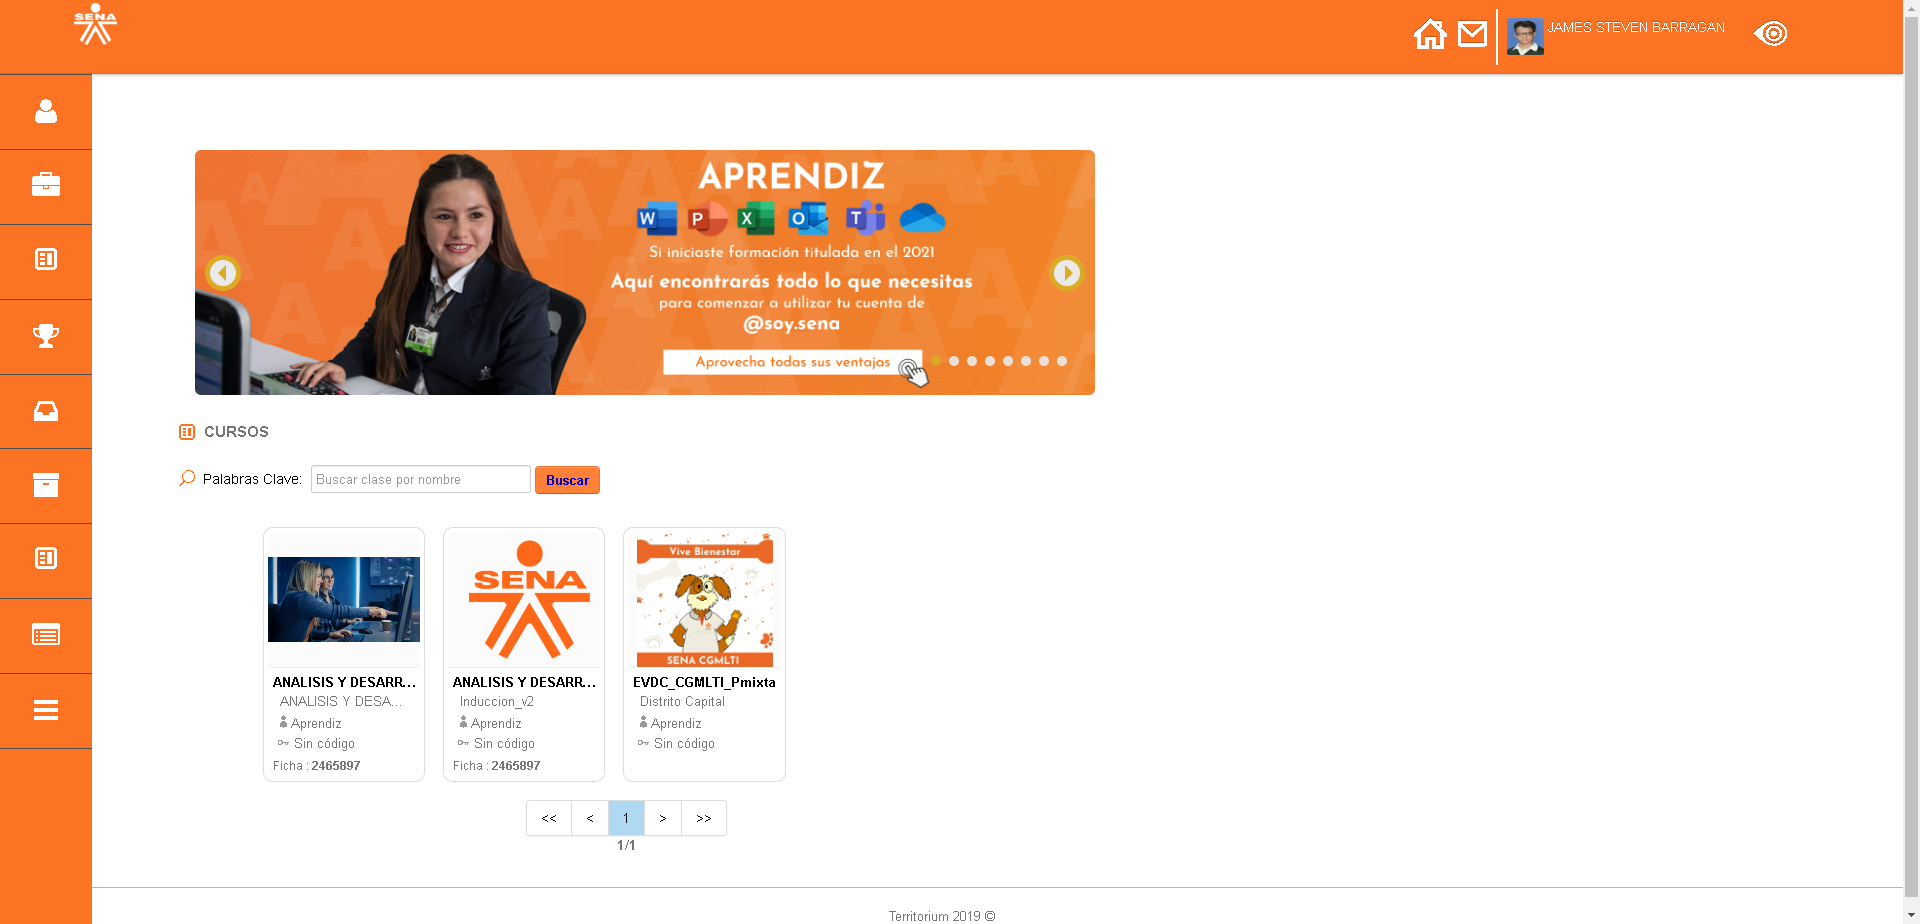 SENA
JAMES STEVEN BARRAGAN
APRENDIZ
W P X O T
Si iniciaste formación titulada en el 2021
Aquí encontrarás todo lo que necesitas
para comenzar a utilizar tu cuenta de
@soy.sena
Aprovecha todas sus ventajas
CURSOS
Palabras Clave:
Buscar clase por nombre
Buscar
ANALISIS Y DESARR...
ANALISIS Y DESA...
Aprendiz
Sin código
Ficha : 2465897
SENA
ANALISIS Y DESARR...
Induccion_v2
Aprendiz
Sin código
Ficha : 2465897
Vive Bienestar
SENA CGMLTI
EVDC_CGMLTI_Pmixta
Distrito Capital
Aprendiz
Sin código
<< < 1 > >>
1/1
Territorium 2019 ©